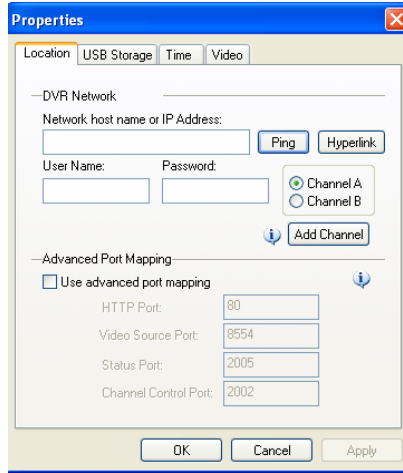 Properties
Location USB Storage Time Video
DVR Network
Network host name or IP Address:
Ping Hyperlink
User Name: Password:
Channel A
Channel B
Add Channel
Advanced Port Mapping
Use advanced port mapping
HTTP Port: 80
Video Source Port: 8554
Status Port: 2005
Channel Control Port: 2002
OK Cancel Apply